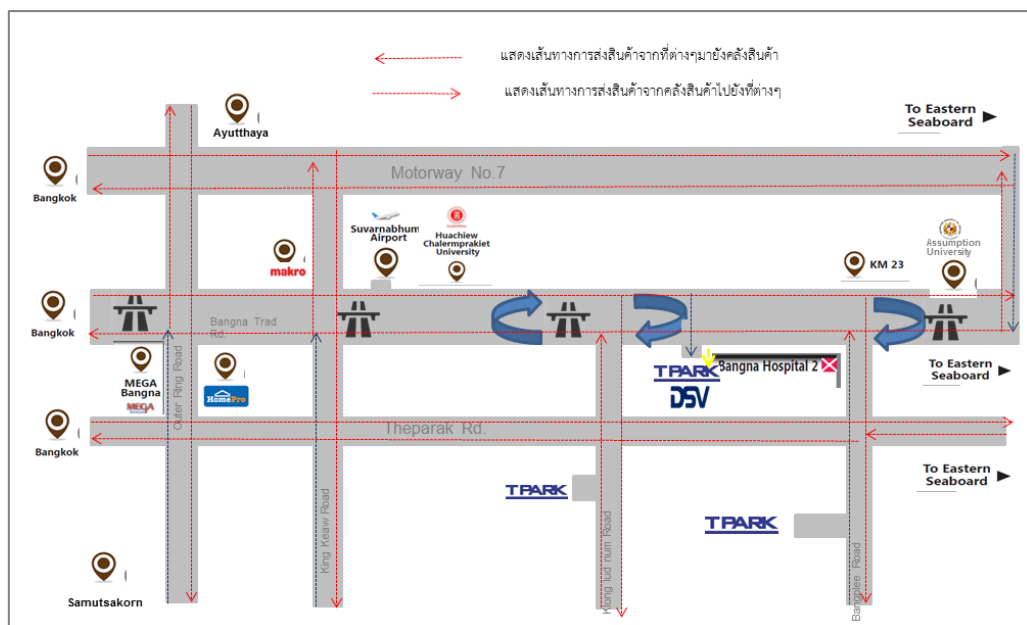 แสดงเส้นทางการส่งสินค้าจากที่ต่างๆมายังคลังสินค้า
แสดงเส้นทางการส่งสินค้าจากคลังสินค้าไปยังที่ต่างๆ
To Eastern
Seaboard
Ayutthaya
Motorway No.7
Bangkok
Suvarnabhum
Airport
Huachiew
Chalermprakiet
University
Assumption
University
makro
KM 23
Bangkok
Bangna Trad
Rd.
MEGA
Bangna
MEGA
HomePro
Outer Ring Road
TPARK
Bangna Hospital 2
DSV
To Eastern
Seaboard
Bangkok
Theparak Rd.
To Eastern
Seaboard
TPARK
TPARK
King Keaw Road
Klong lud num Road
Bangplee Road
Samutsakorn